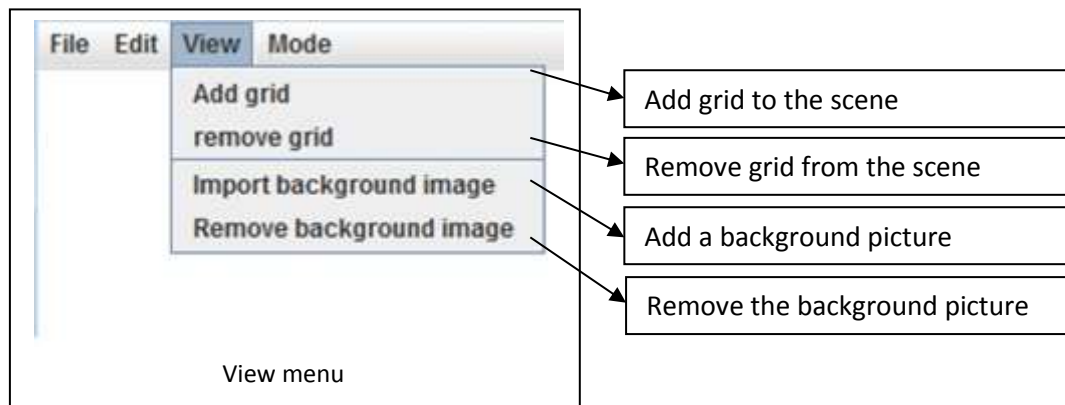 File Edit View Mode
Add grid
remove grid
Import background image
Remove background image
View menu
Add grid to the scene
Remove grid from the scene
Add a background picture
Remove the background picture